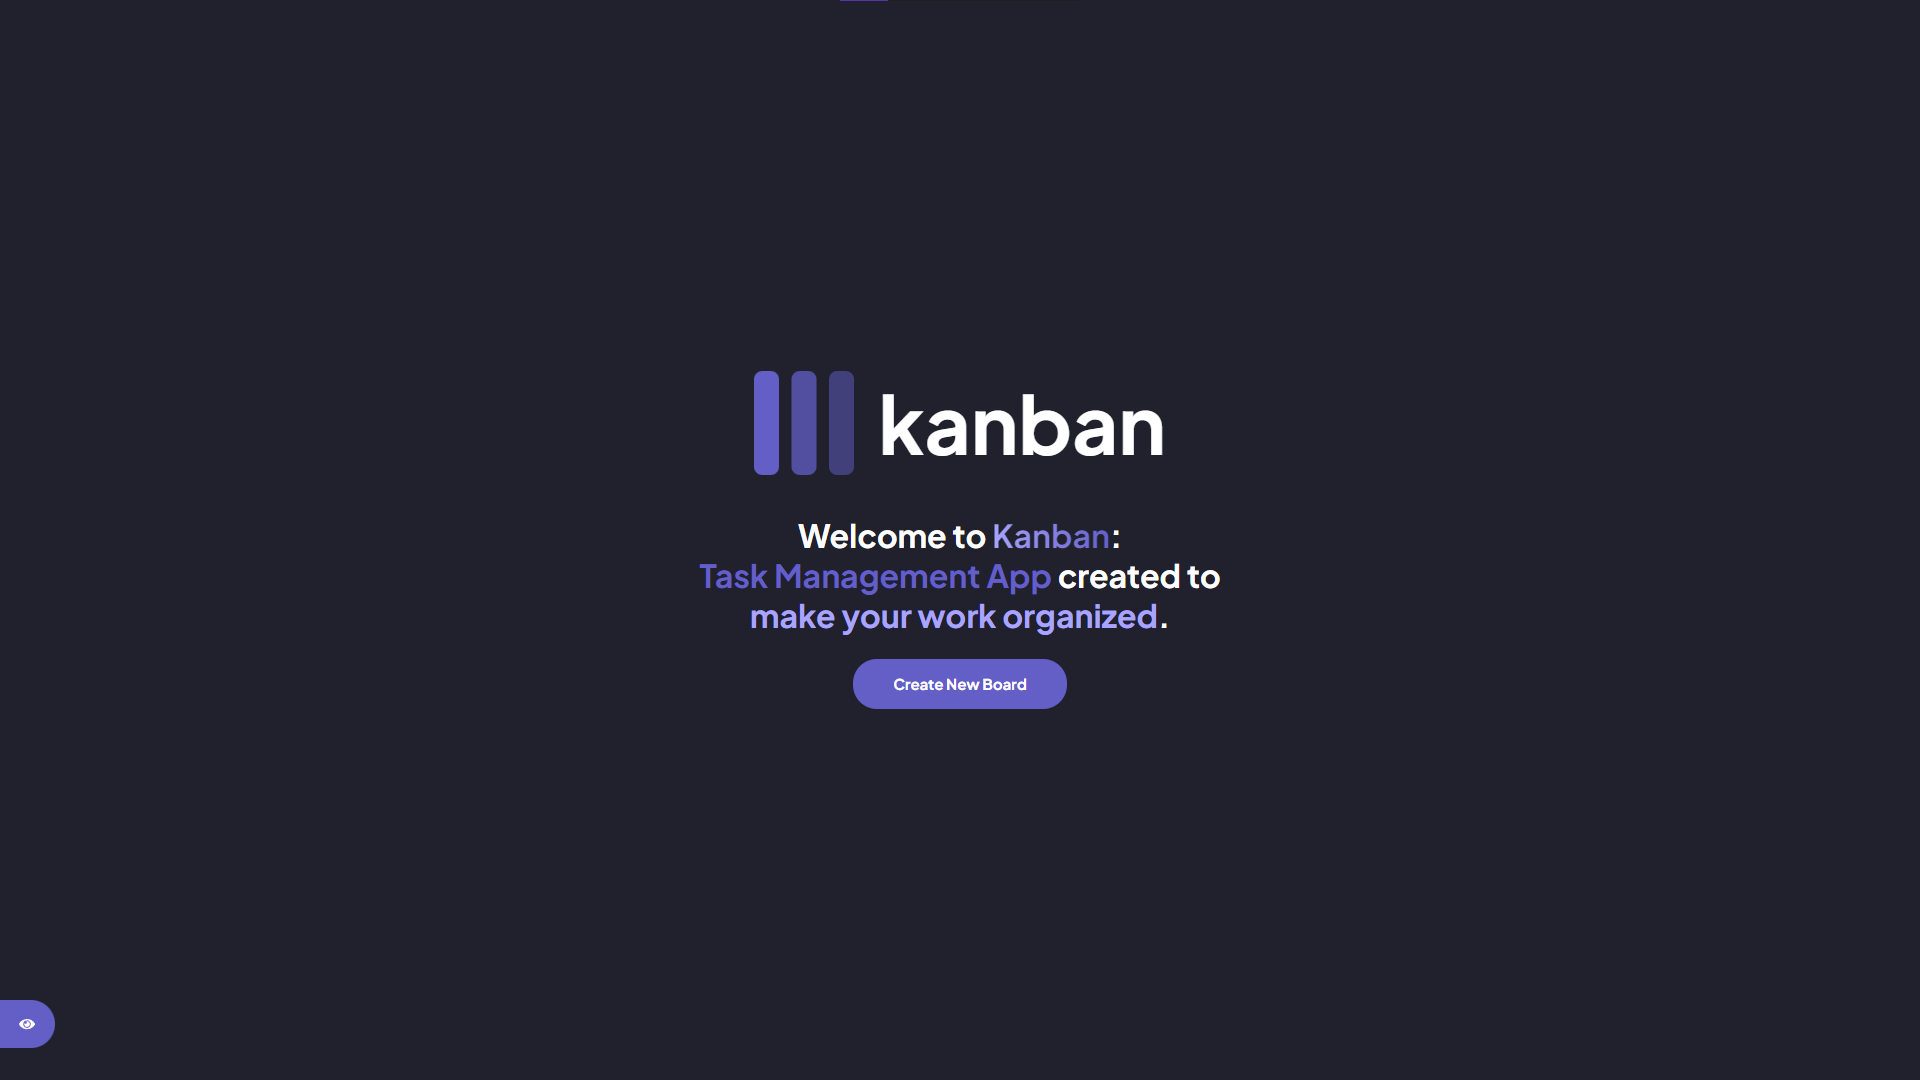 kanban
Welcome to Kanban:
Task Management App created to
make your work organized.
Create New Board